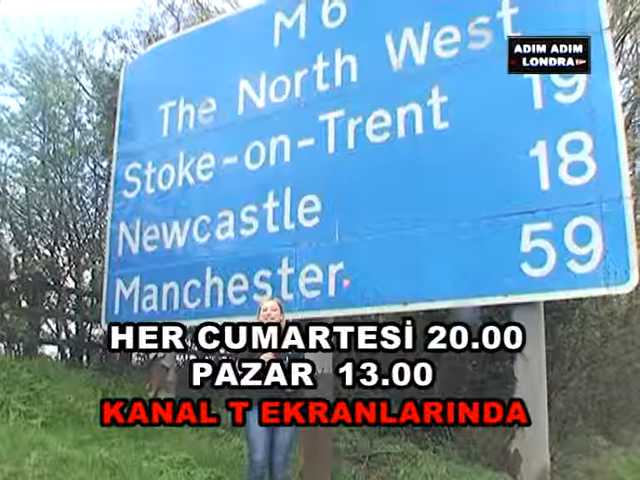 M6
ADIM ADIM
LONDRA
The North West
Stoke-on-Trent 19
Newcastle 18
Manchester 59
HER CUMARTESİ 20.00
PAZAR 13.00
KANAL T EKRANLARINDA